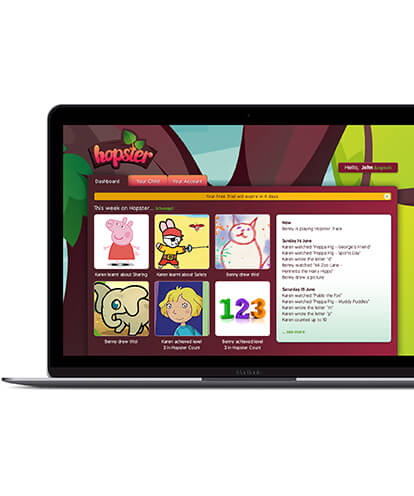 hopster
Hello, John
Dashboard
Your Child
Your Account
Your Free Trial will expire in 4 days
This week on Hopster...
Karen learnt about Sharing
Karen learnt about Safety
Benny drew this!
123
Benny drew this!
Karen achieved level
3 in Hopster Count
Benny achieved level
3 in Hopster Count
Now
Benny is playing Hopster Train
Sunday 16 June
Karen watched 'Peppa Pig - George's Friend'
Karen watched 'Peppa Pig - Sports Day'
Karen wrote the letter "d"
Benny watched '64 Zoo Lane -
Henrietta the Hairy Hippo'
Benny drew a picture
Saturday 15 June
Karen watched 'Pablo the Fox'
Karen watched 'Peppa Pig - Muddy Puddles'
Karen wrote the letter "m"
Karen wrote the letter "p"
Karen counted up to 10
... see more
MacBook